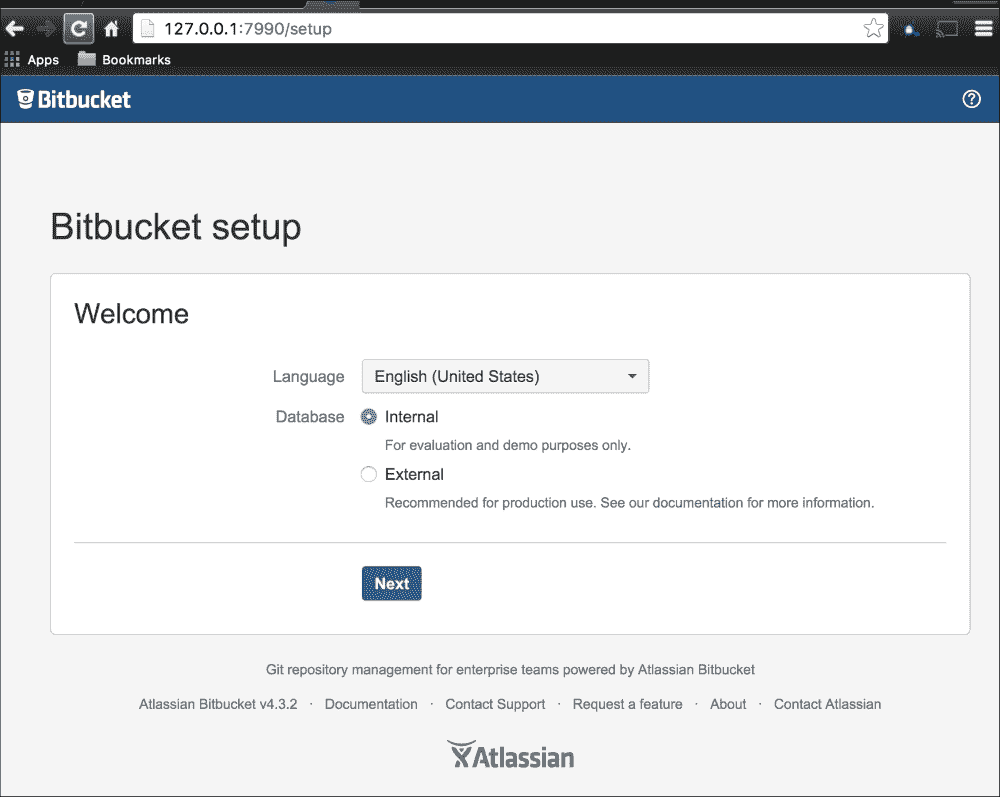 127.0.0.1:7990/setup
Apps Bookmarks
Bitbucket
Bitbucket setup
Welcome
Language English (United States)
Database Internal
For evaluation and demo purposes only.
External
Recommended for production use. See our documentation for more information.
Next
Git repository management for enterprise teams powered by Atlassian Bitbucket
Atlassian Bitbucket v4.3.2 · Documentation · Contact Support · Request a feature · About · Contact Atlassian
Atlassian